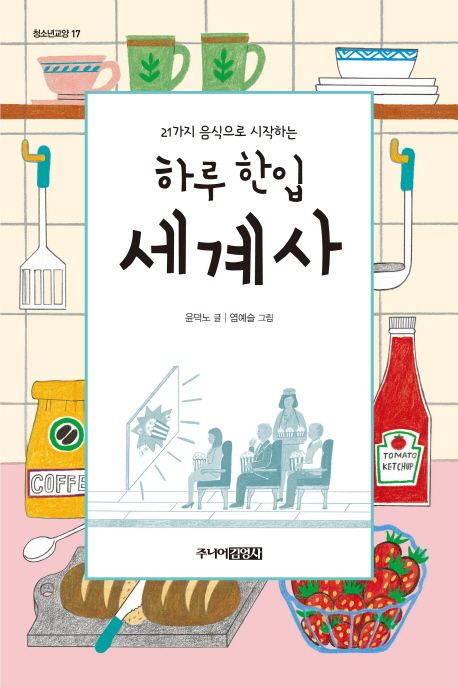 청소년교양 17
21가지 음식으로 시작하는
하루 한입
세계사
윤덕노 글 | 염예슬 그림
COFFE
TOMATO
KETCHUP
주니어김영사